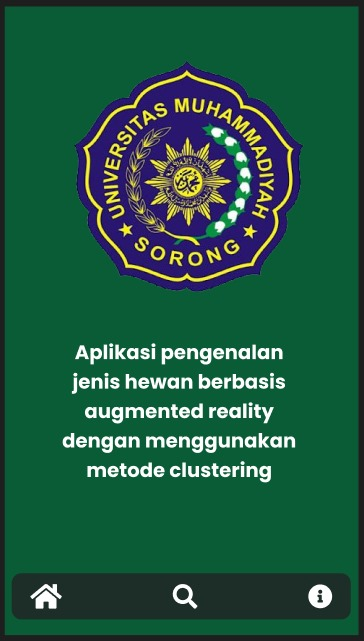 UNIVERSITAS MUHAMMADIYAH
SORONG
Aplikasi pengenalan
jenis hewan berbasis
augmented reality
dengan menggunakan
metode clustering